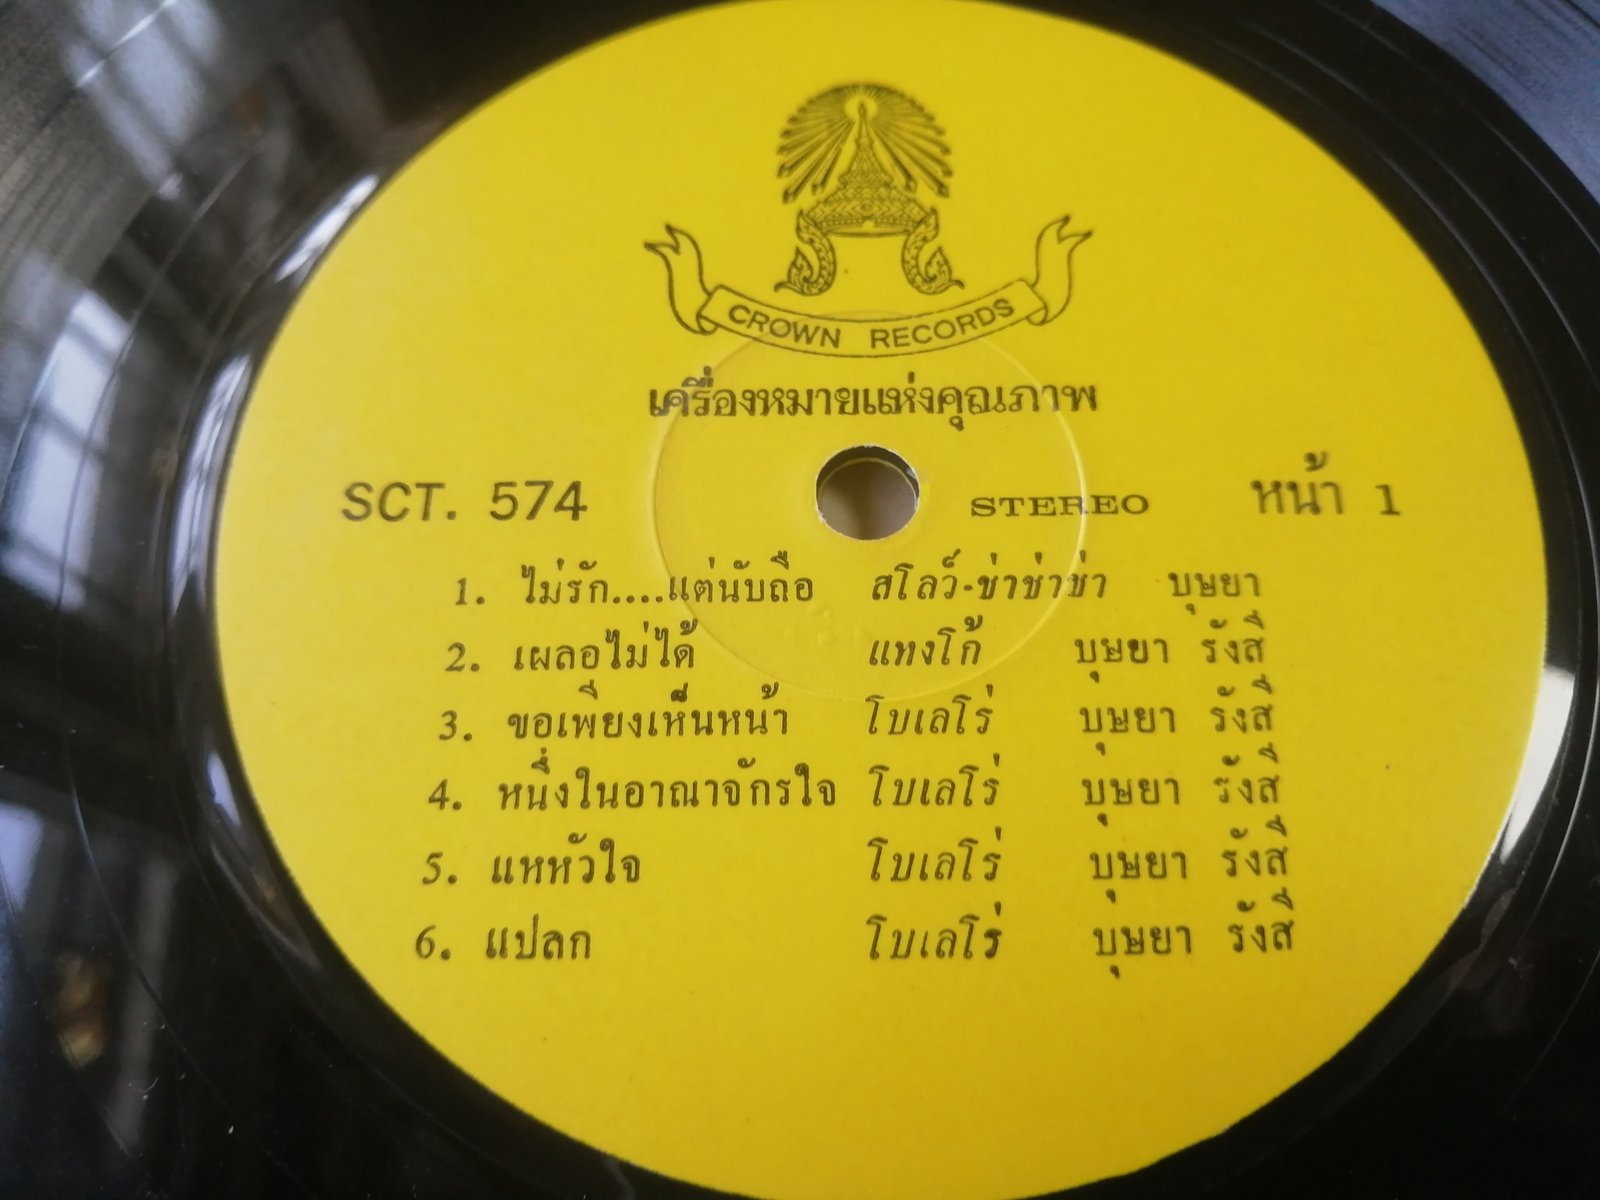 CROWN RECORDS
เครื่องหมายแห่งคุณภาพ
SCT. 574 STEREO หน้า 1
1. ไม่รัก....แต่นับถือ สโลว์-ช่าช่าช่า บุษยา
2. เผลอไม่ได้ แทงโก้ บุษยา รังสี
3. ขอเพียงเห็นหน้า โบเลโร่ บุษยา รังสี
4. หนึ่งในอาณาจักรใจ โบเลโร่ บุษยา รังสี
5. แหหัวใจ โบเลโร่ บุษยา รังสี
6. แปลก โบเลโร่ บุษยา รังสี